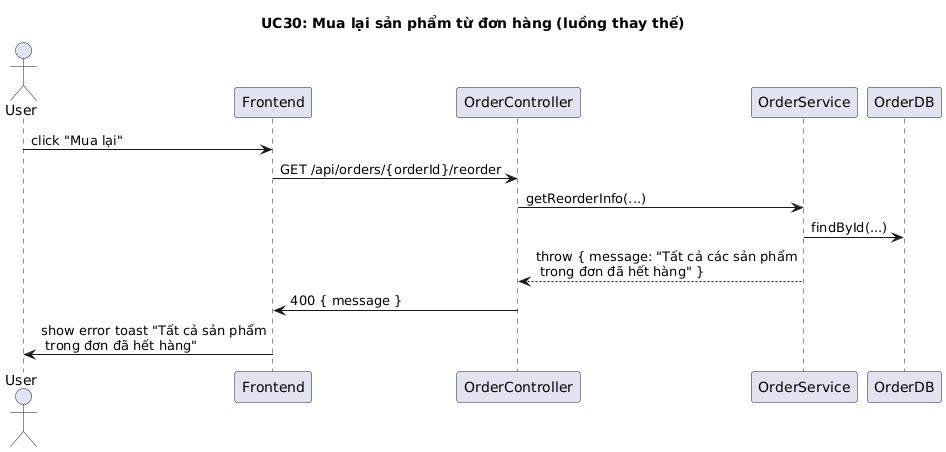 UC30: Mua lại sản phẩm từ đơn hàng (luồng thay thế)
User
Frontend
OrderController
OrderService
OrderDB
click "Mua lại"
GET /api/orders/{orderId}/reorder
getReorderInfo(...)
findById(...)
throw { message: "Tất cả các sản phẩm
trong đơn đã hết hàng" }
400 { message }
show error toast "Tất cả sản phẩm
trong đơn đã hết hàng"
User
Frontend
OrderController
OrderService
OrderDB